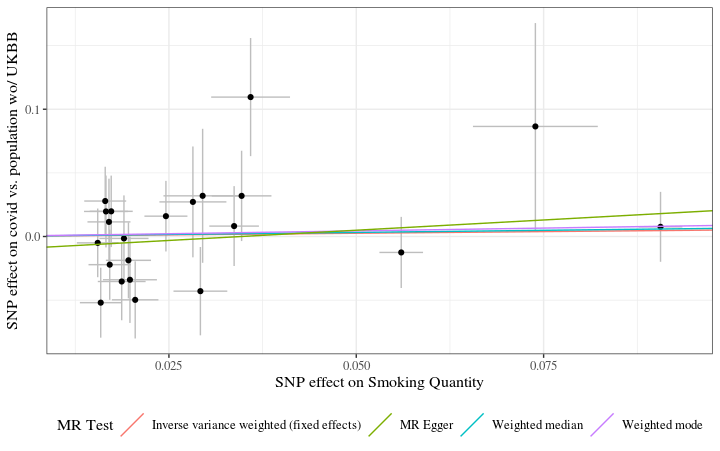 SNP effect on covid vs. population wo/ UKBB
0.1
0.0
0.025
0.050
0.075
SNP effect on Smoking Quantity
MR Test
Inverse variance weighted (fixed effects)
MR Egger
Weighted median
Weighted mode